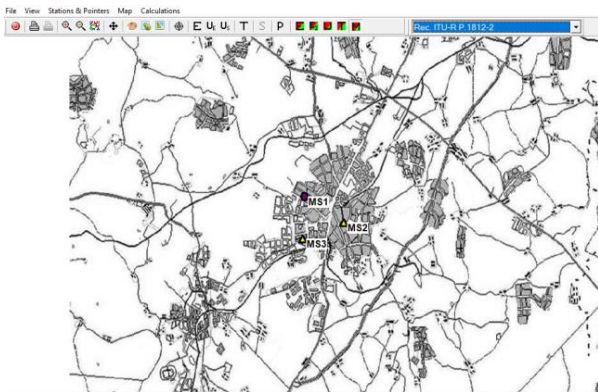 File View Stations & Pointers Map Calculations
E U I U S T S P
Rec. ITU-R P.1812-2
MS1
MS2
MS3